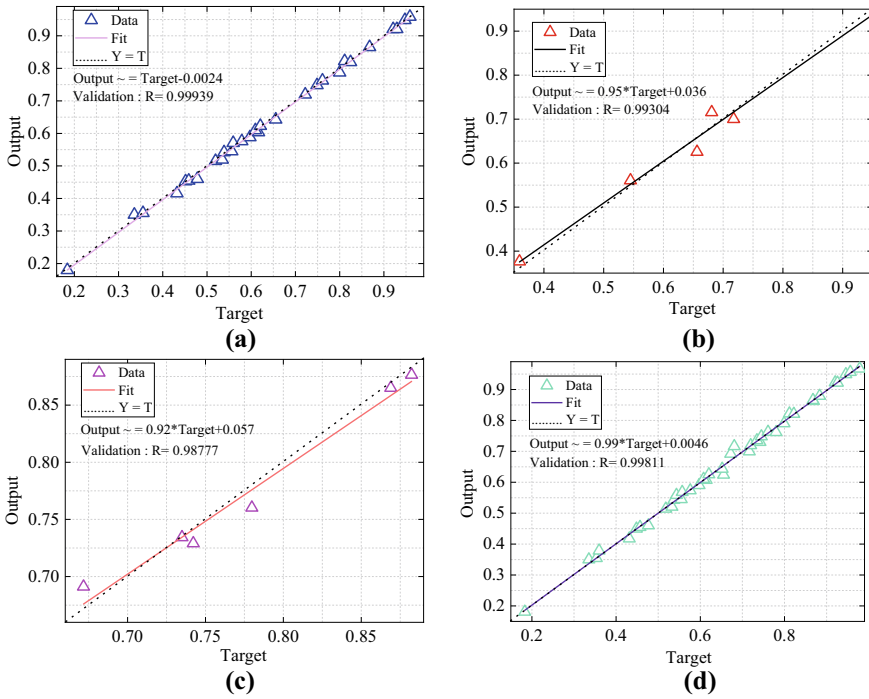 Data
Fit
Y = T
Output ~ = Target-0.0024
Validation : R= 0.99939
0.9
0.8
0.7
0.6
0.5
0.4
0.3
0.2
Output
0.2 0.3 0.4 0.5 0.6 0.7 0.8 0.9
Target
(a)
Data
Fit
Y = T
Output ~ = 0.95*Target+0.036
Validation : R= 0.99304
0.9
0.8
0.7
0.6
0.5
0.4
Output
0.4 0.5 0.6 0.7 0.8 0.9
Target
(b)
Data
Fit
Y = T
Output ~ = 0.92*Target+0.057
Validation : R= 0.98777
0.85
0.80
0.75
0.70
Output
0.70 0.75 0.80 0.85
Target
(c)
Data
Fit
Y = T
Output ~ = 0.99*Target+0.0046
Validation : R= 0.99811
0.9
0.8
0.7
0.6
0.5
0.4
0.3
0.2
Output
0.2 0.4 0.6 0.8
Target
(d)